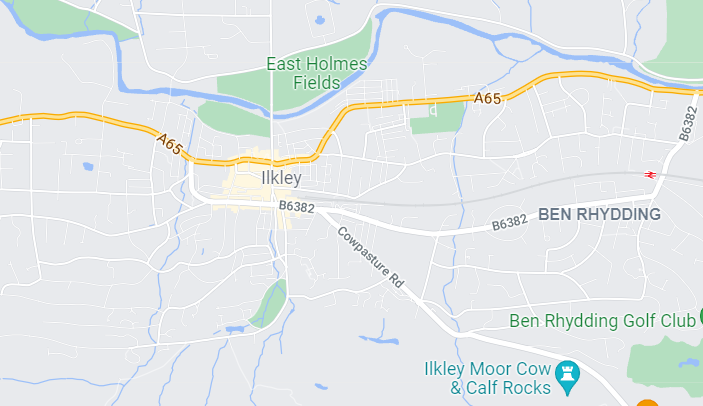 East Holmes
Fields
A65
A65
B6382
Ilkley
B6382
B6382
BEN RHYDDING
Cowpasture Rd
Ben Rhydding Golf Club
Ilkley Moor Cow
& Calf Rocks